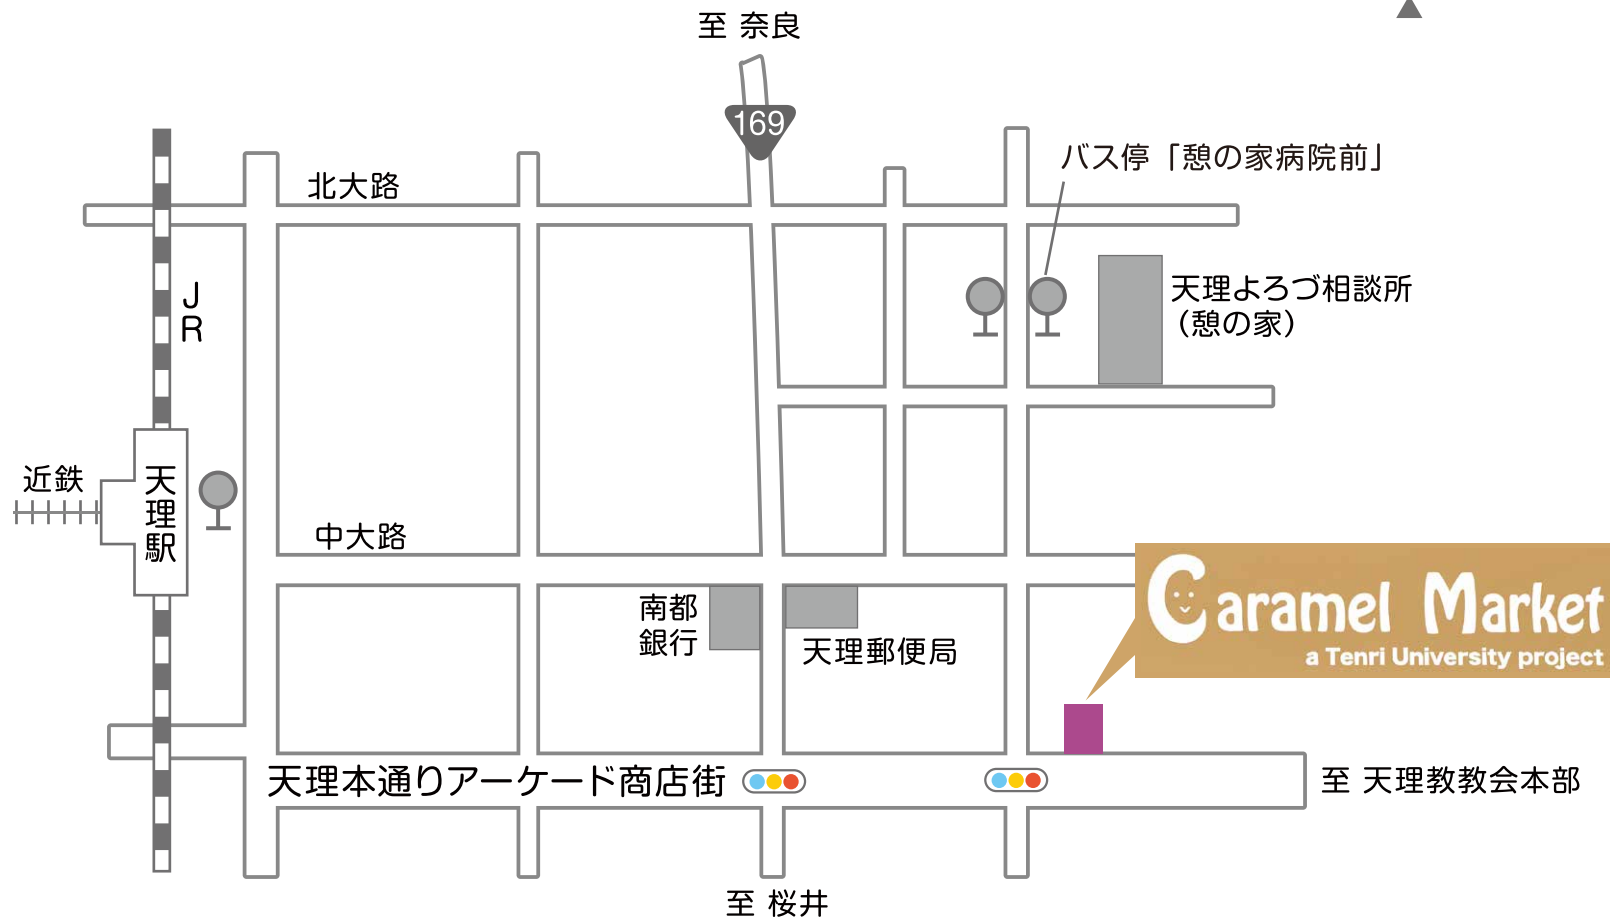 至 奈良
169
バス停「憩の家病院前」
北大路
天理よろづ相談所
（憩の家）
JR
近鉄
天理駅
中大路
南都
銀行
天理郵便局
Caramel Market
a Tenri University project
天理本通りアーケード商店街
至 天理教教会本部
至 桜井